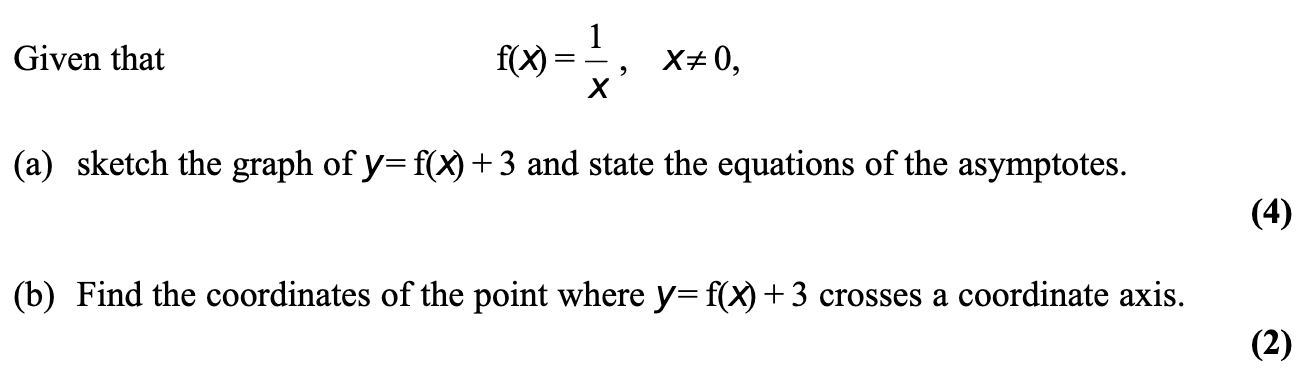 Given that f(x) = 1/x , x ≠ 0,
(a) sketch the graph of y = f(x) + 3 and state the equations of the asymptotes.
(4)
(b) Find the coordinates of the point where y = f(x) + 3 crosses a coordinate axis.
(2)